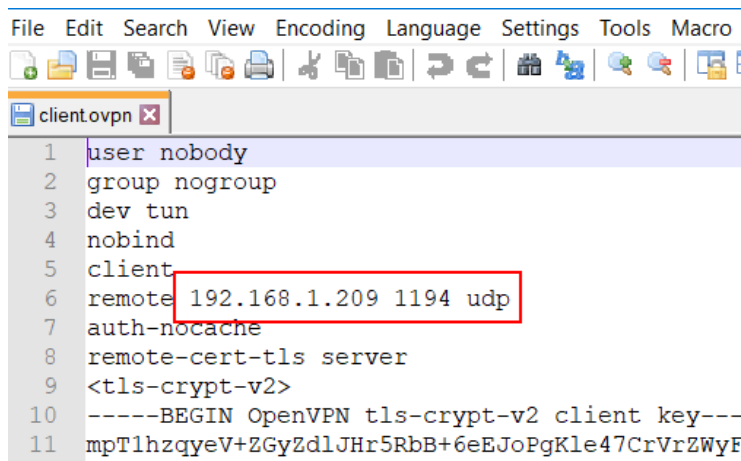 File Edit Search View Encoding Language Settings Tools Macro
client.ovpn
1 user nobody
2 group nogroup
3 dev tun
4 nobind
5 client
6 remote 192.168.1.209 1194 udp
7 auth-nocache
8 remote-cert-tls server
9 <tls-crypt-v2>
10 -----BEGIN OpenVPN tls-crypt-v2 client key---
11 mpT1hzqyeV+ZGyZdlJHr5RbB+6eEJoPgKle47CrVrZWyF